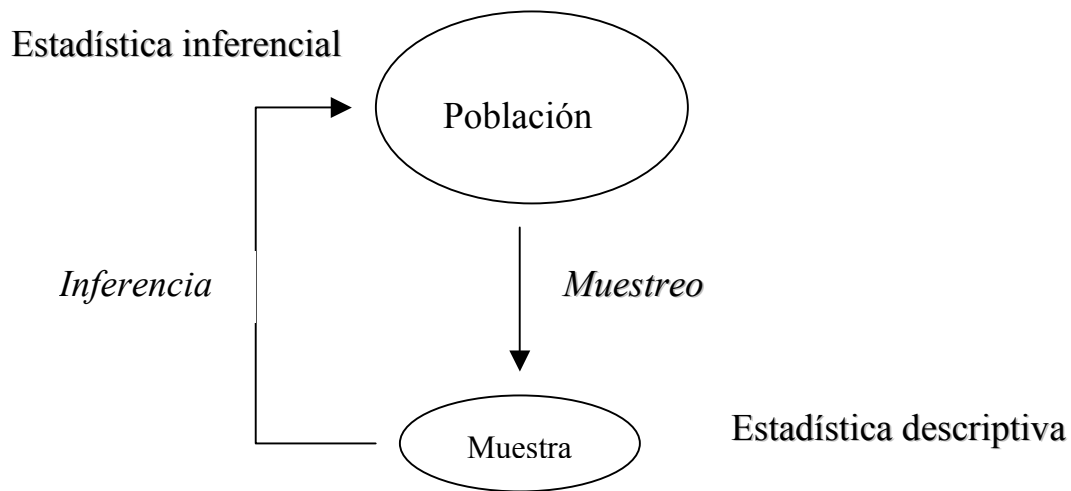 Estadística inferencial
Población
Inferencia
Muestreo
Muestra
Estadística descriptiva